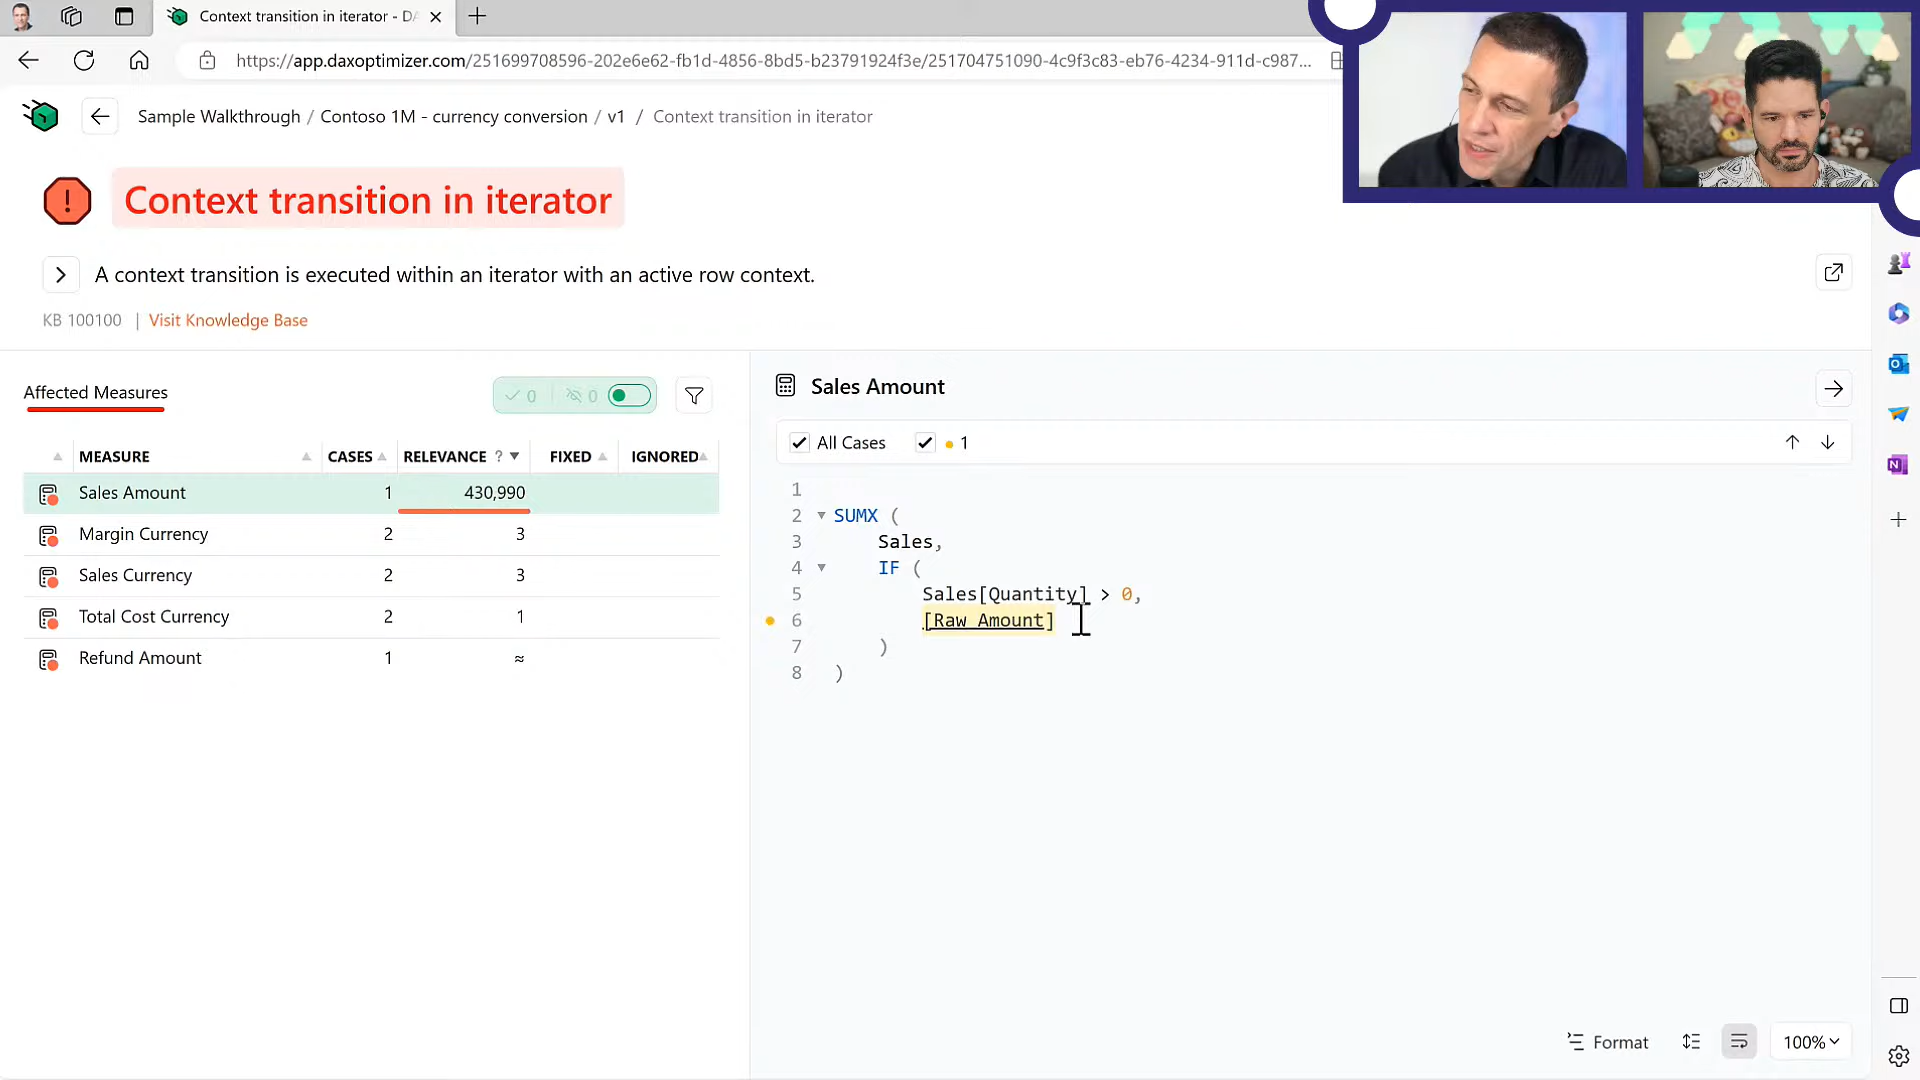 Context transition in iterator - DA
https://app.daxoptimizer.com/251699708596-202e6e62-fb1d-4856-8bd5-b23791924f3e/251704751090-4c9f3c83-eb76-4234-911d-c987...
Sample Walkthrough / Contoso 1M - currency conversion / v1 / Context transition in iterator
Context transition in iterator
A context transition is executed within an iterator with an active row context.
KB 100100 | Visit Knowledge Base
Affected Measures
0 0
MEASURE CASES RELEVANCE ? FIXED IGNORED
Sales Amount 1 430,990
Margin Currency 2 3
Sales Currency 2 3
Total Cost Currency 2 1
Refund Amount 1 ≈
Sales Amount
All Cases 1
1
2 SUMX (
3 Sales,
4 IF (
5 Sales[Quantity] > 0,
6 [Raw Amount]
7 )
8 )
Format 100%